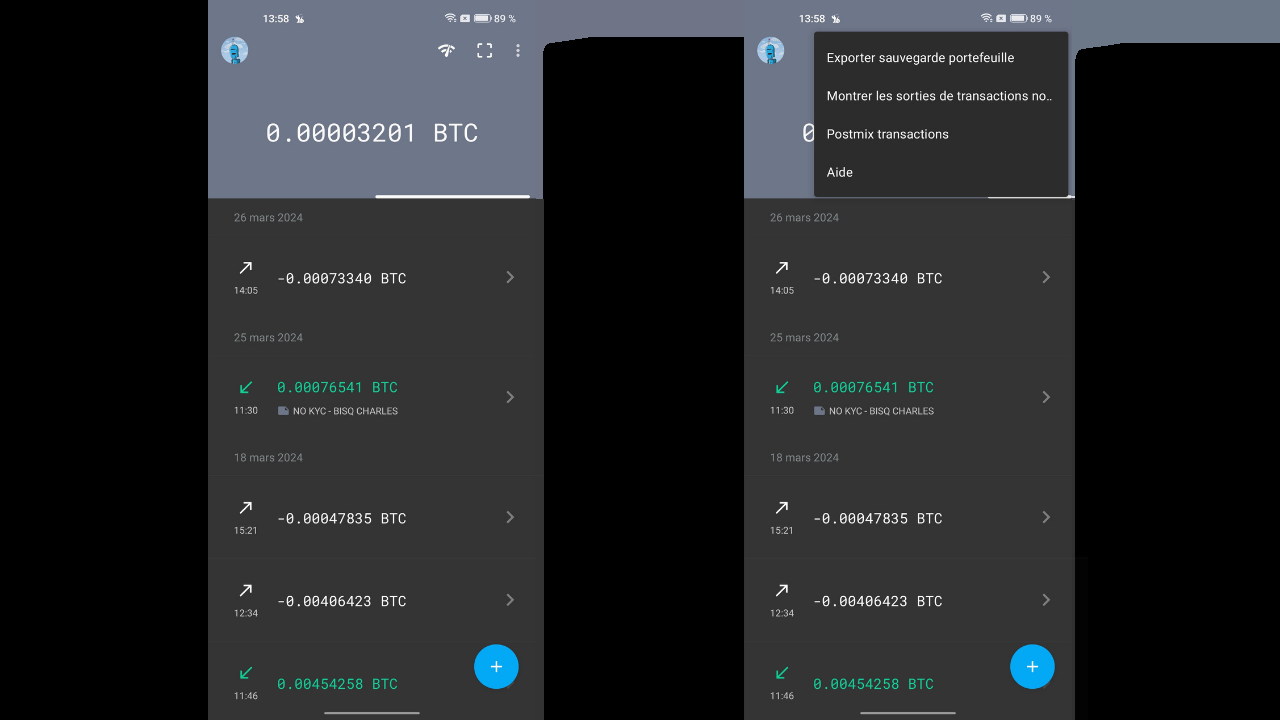 13:58
89 %
0.00003201 BTC
26 mars 2024
-0.00073340 BTC
14:05
25 mars 2024
0.00076541 BTC
11:30
NO KYC - BISQ CHARLES
18 mars 2024
-0.00047835 BTC
15:21
-0.00406423 BTC
12:34
0.00454258 BTC
11:46
13:58
89 %
Exporter sauvegarde portefeuille
Montrer les sorties de transactions no..
Postmix transactions
Aide
0
26 mars 2024
-0.00073340 BTC
14:05
25 mars 2024
0.00076541 BTC
11:30
NO KYC - BISQ CHARLES
18 mars 2024
-0.00047835 BTC
15:21
-0.00406423 BTC
12:34
0.00454258 BTC
11:46